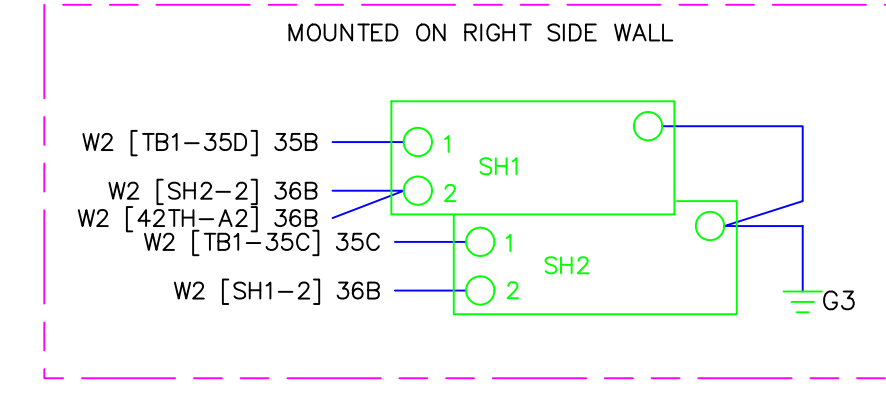 MOUNTED ON RIGHT SIDE WALL
W2 [TB1-35D] 35B
1
SH1
W2 [SH2-2] 36B
2
W2 [42TH-A2] 36B
W2 [TB1-35C] 35C
1
SH2
W2 [SH1-2] 36B
2
G3